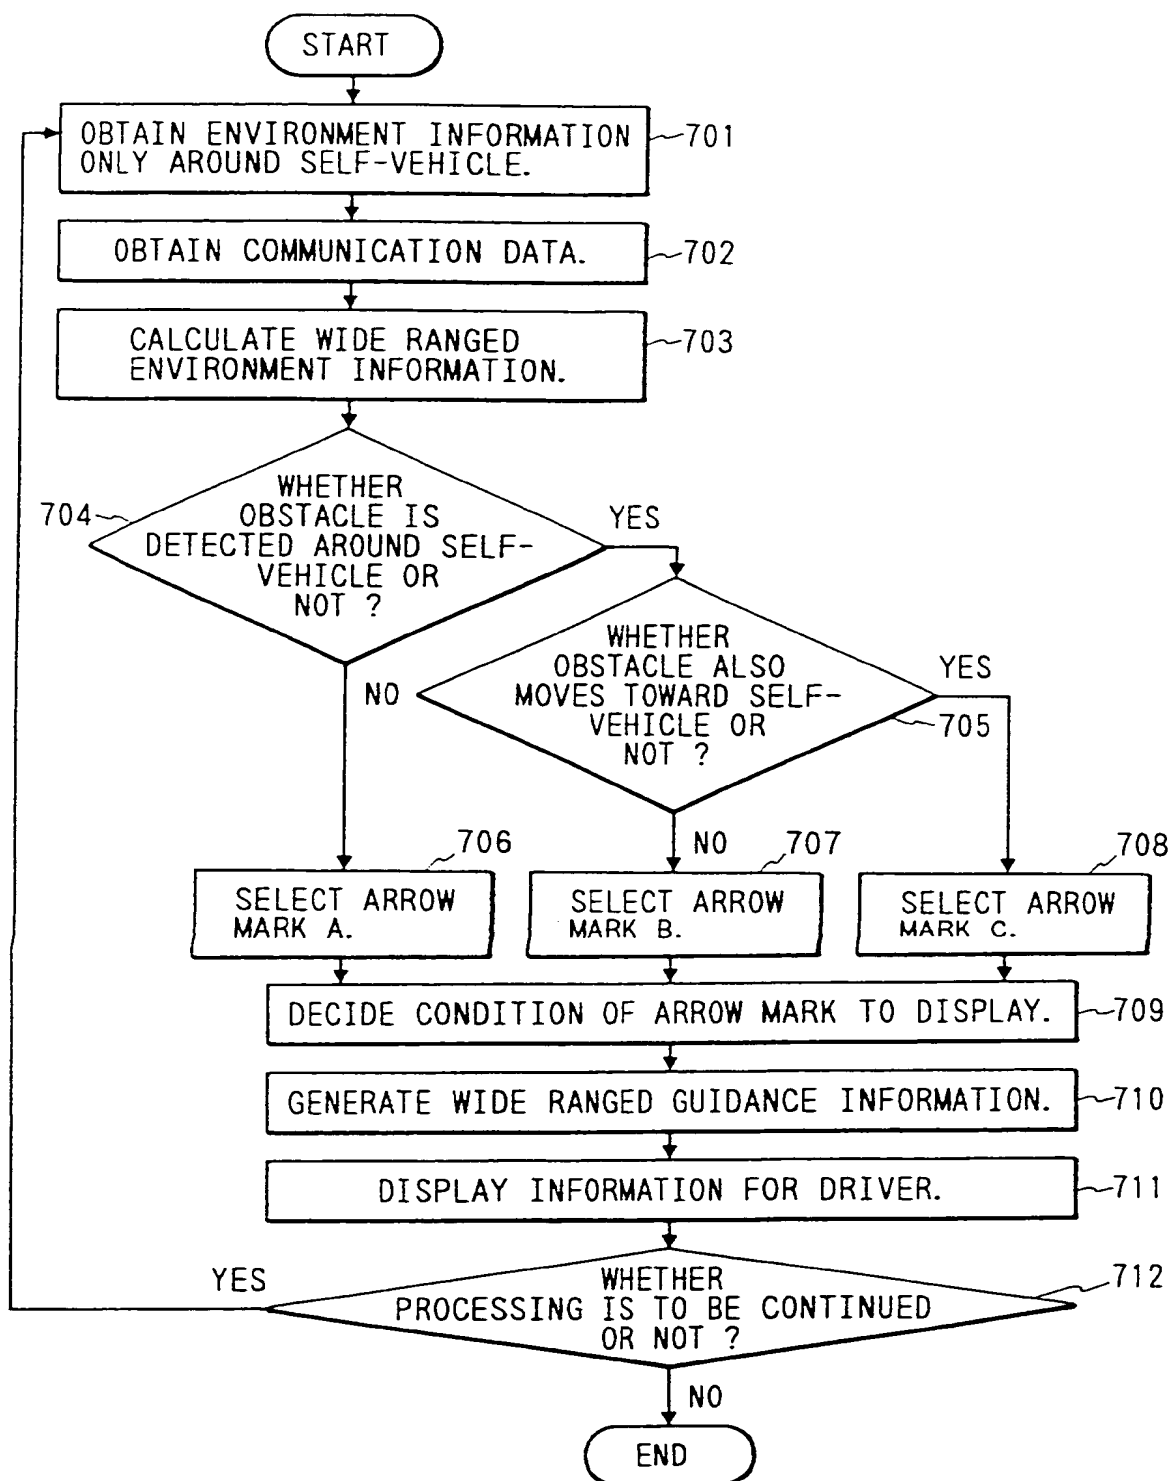 START
OBTAIN ENVIRONMENT INFORMATION
ONLY AROUND SELF-VEHICLE.
701
OBTAIN COMMUNICATION DATA.
702
CALCULATE WIDE RANGED
ENVIRONMENT INFORMATION.
703
704
WHETHER
OBSTACLE IS
DETECTED AROUND SELF-
VEHICLE OR
NOT ?
YES
NO
WHETHER
OBSTACLE ALSO
MOVES TOWARD SELF-
VEHICLE OR
NOT ?
YES
705
NO
706
SELECT ARROW
MARK A.
707
SELECT ARROW
MARK B.
708
SELECT ARROW
MARK C.
DECIDE CONDITION OF ARROW MARK TO DISPLAY.
709
GENERATE WIDE RANGED GUIDANCE INFORMATION.
710
DISPLAY INFORMATION FOR DRIVER.
711
YES
WHETHER
PROCESSING IS TO BE CONTINUED
OR NOT ?
712
NO
END